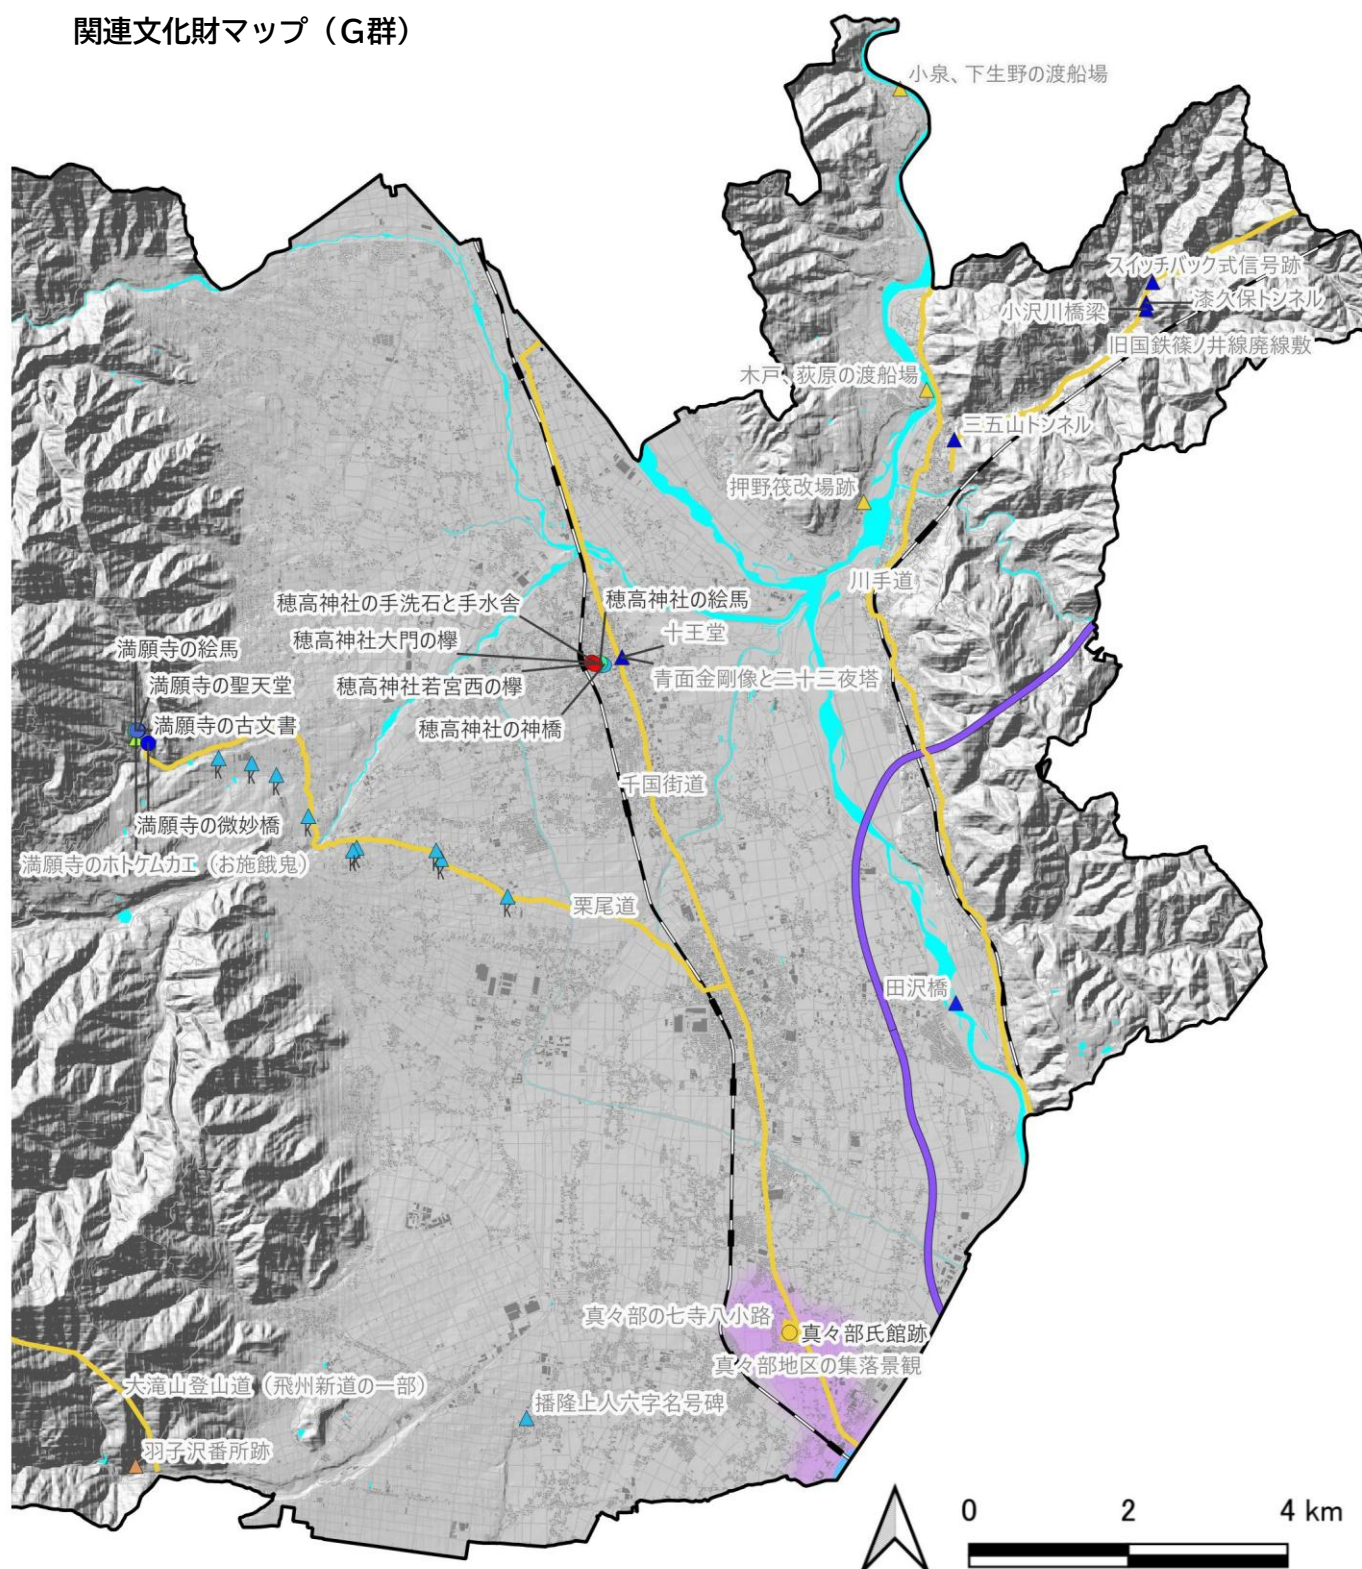 関連文化財マップ（G群）
小泉、下生野の渡船場
スイッチバック式信号跡
漆久保トンネル
小沢川橋梁
旧国鉄篠ノ井線廃線敷
木戸、荻原の渡船場
三五山トンネル
押野筏改場跡
川手道
穂高神社の手洗石と手水舎
穂高神社の絵馬
十王堂
穂高神社大門の欅
青面金剛像と二十三夜塔
穂高神社若宮西の欅
穂高神社の神橋
満願寺の絵馬
満願寺の聖天堂
満願寺の古文書
K
K
K
千国街道
満願寺の微妙橋
K
満願寺のホトケムカエ（お施餓鬼）
K
K
K
K
K
栗尾道
田沢橋
真々部の七寺八小路
真々部氏館跡
真々部地区の集落景観
大滝山登山道（飛州新道の一部）
播隆上人六字名号碑
羽子沢番所跡
0 2 4 km